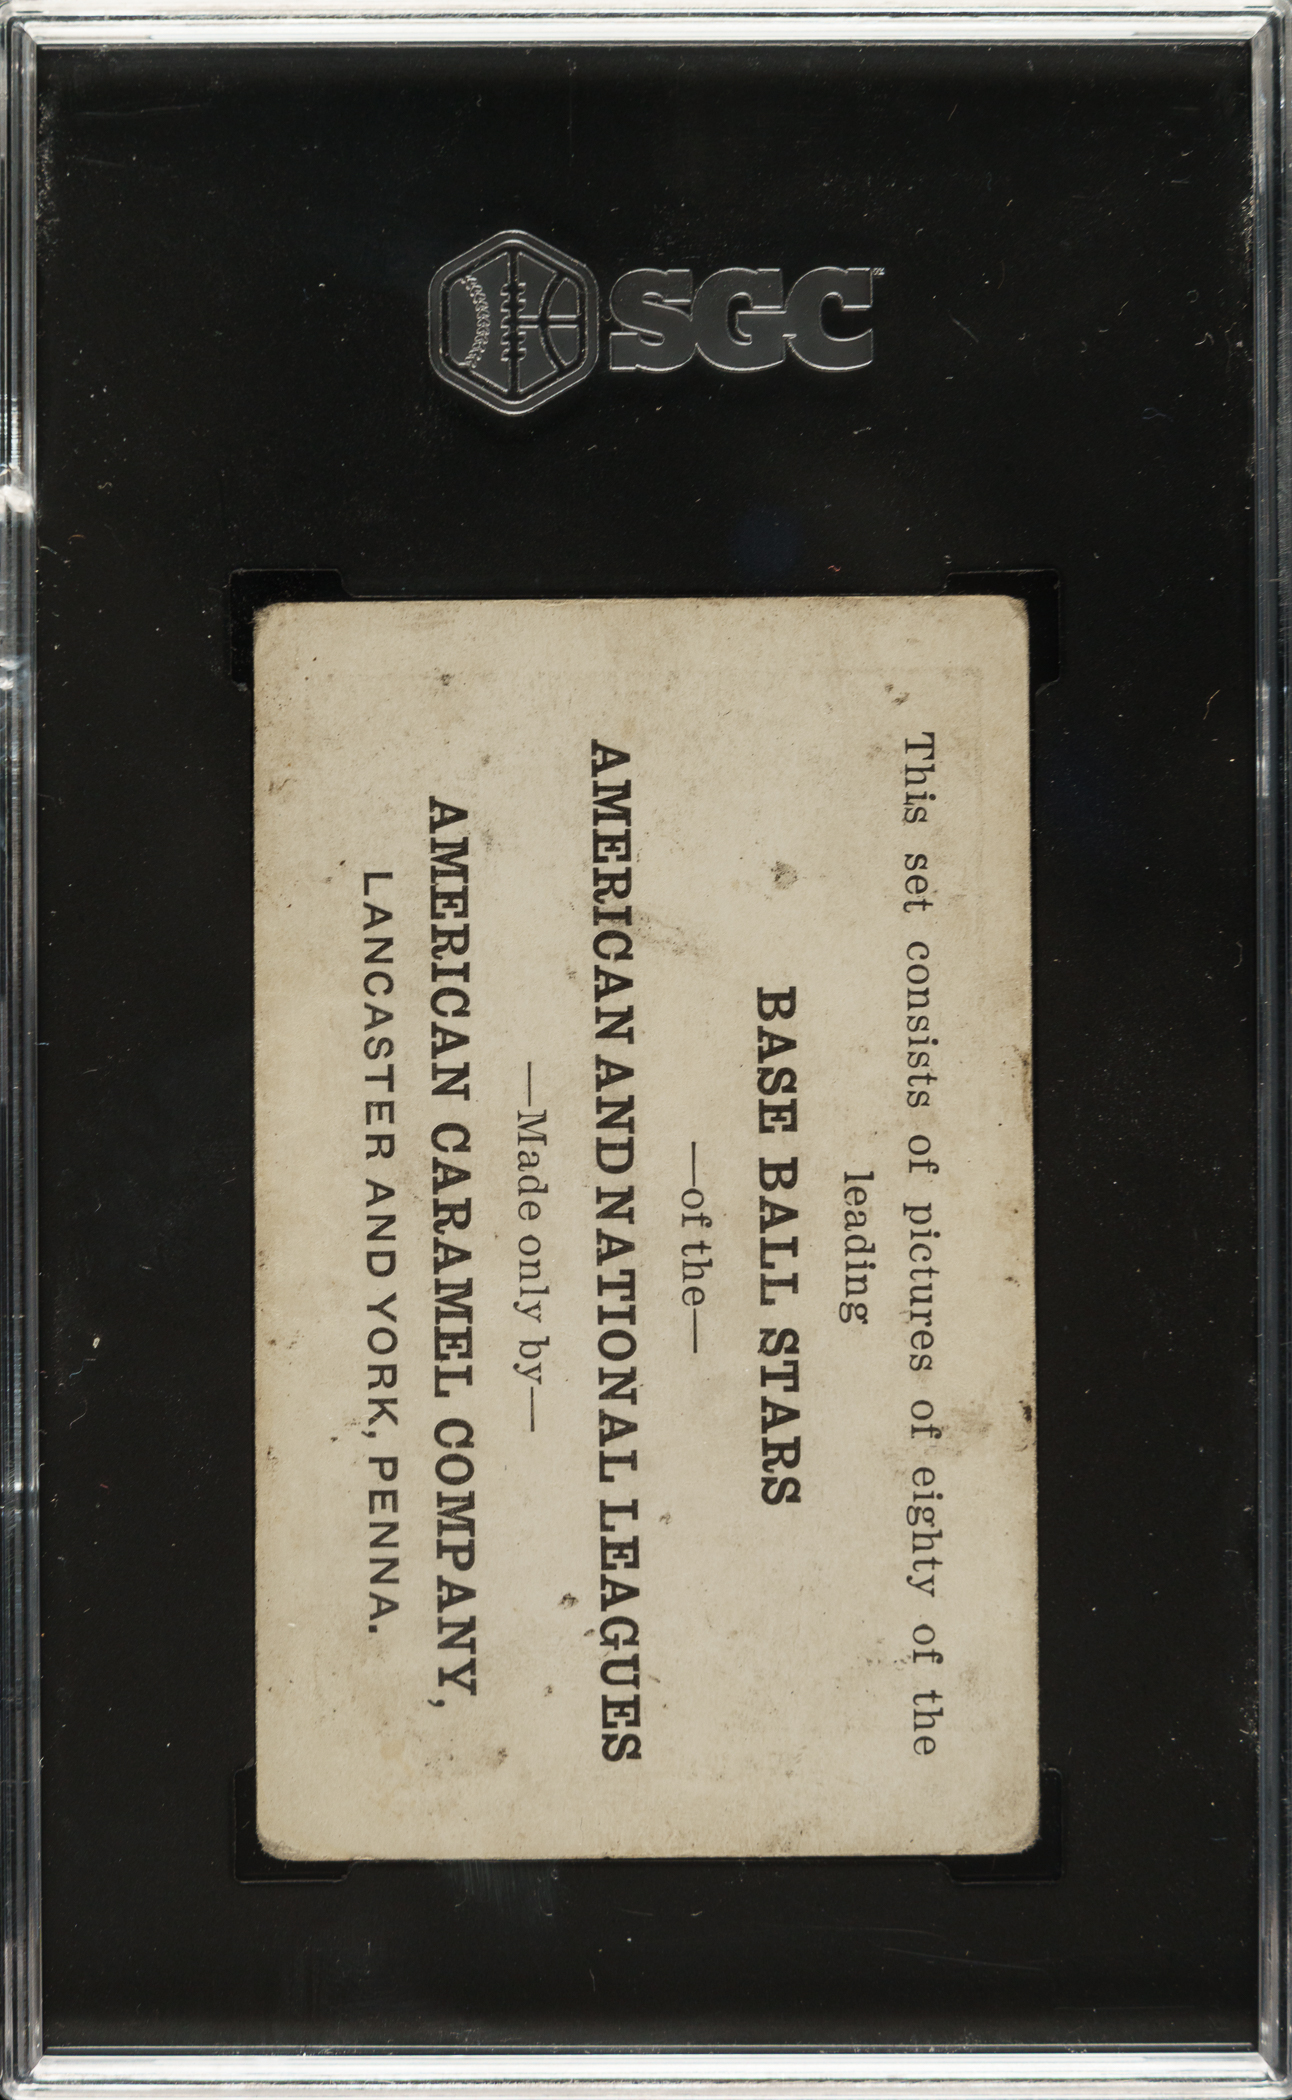 SGC
This set consists of pictures of eighty of the
leading
BASE BALL STARS
—of the—
AMERICAN AND NATIONAL LEAGUES
—Made only by—
AMERICAN CARAMEL COMPANY,
LANCASTER AND YORK, PENNA.